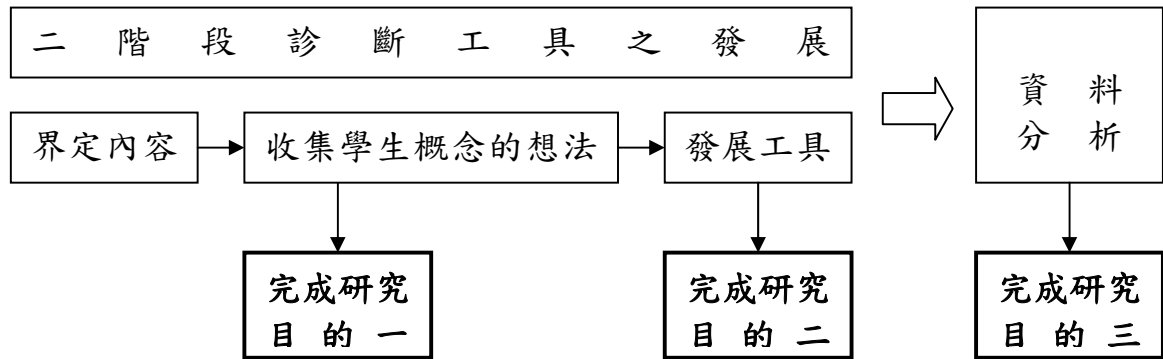 二階段診斷工具之發展
資料
分析
界定內容
收集學生概念的想法
發展工具
完成研究
目的一
完成研究
目的二
完成研究
目的三